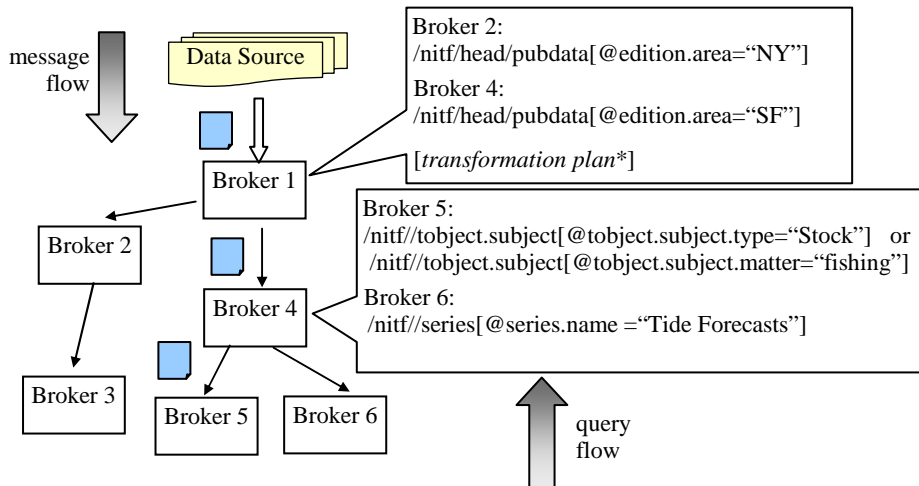 message
flow
Data Source
Broker 2:
/nitf/head/pubdata[@edition.area=“NY”]
Broker 4:
/nitf/head/pubdata[@edition.area=“SF”]
[transformation plan*]
Broker 1
Broker 5:
/nitf//tobject.subject[@tobject.subject.type=“Stock”] or
/nitf//tobject.subject[@tobject.subject.matter=“fishing”]
Broker 6:
/nitf//series[@series.name =“Tide Forecasts”]
Broker 2
Broker 4
Broker 3
Broker 5
Broker 6
query
flow